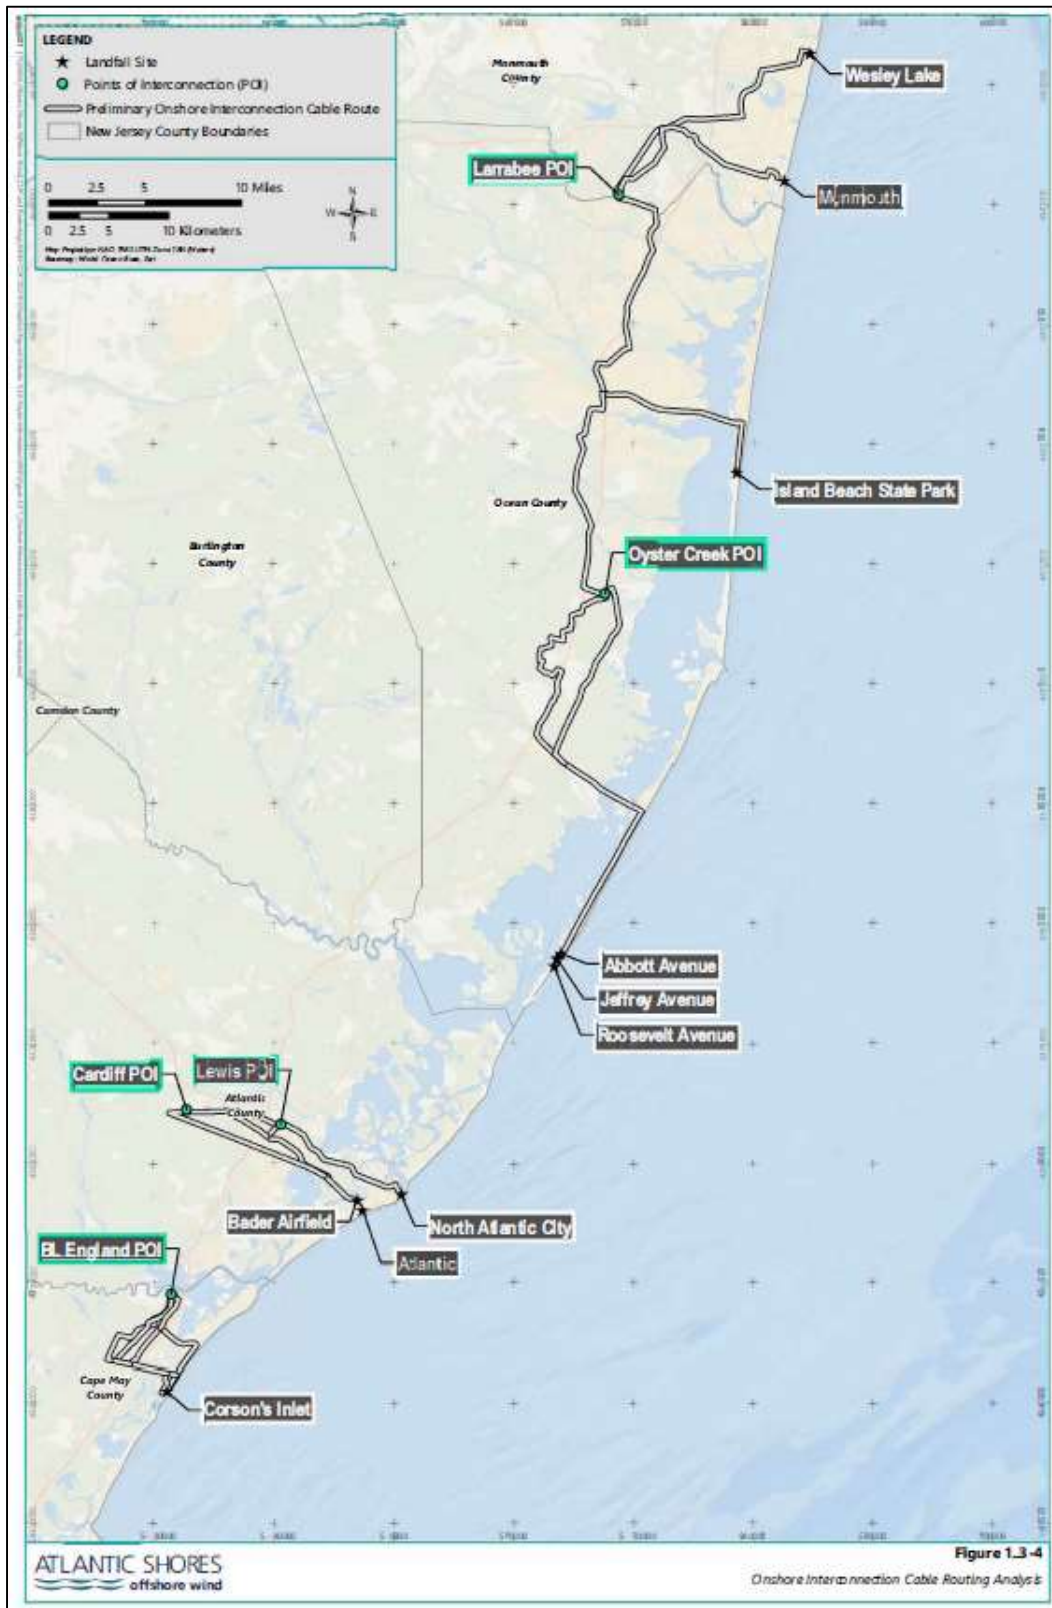 LEGEND
Landfall Site
Points of Interconnection (POI)
Preliminary Onshore Interconnection Cable Route
New Jersey County Boundaries
0 2.5 5 10 Miles
0 2.5 5 10 Kilometers
N
W E
S
Monmouth
County
Wesley Lake
Larrabee POI
Monmouth
Island Beach State Park
Ocean County
Oyster Creek POI
Burlington
County
Camden County
Abbott Avenue
Jeffrey Avenue
Roosevelt Avenue
Cardiff POI
Lewis POI
Atlantic
County
Bader Airfield
North Atlantic City
Atlantic
BL England POI
Cape May
County
Corson's Inlet
ATLANTIC SHORES
offshore wind
Figure 1.3-4
Onshore Interconnection Cable Routing Analysis